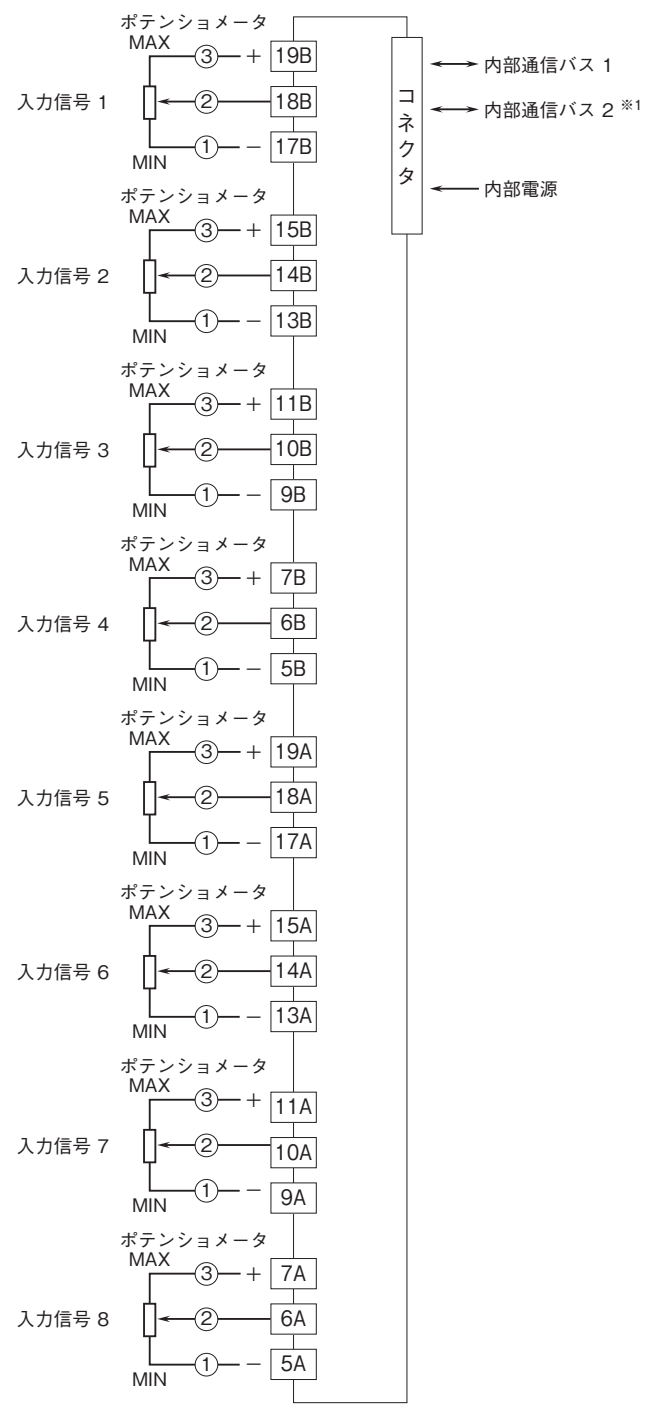 ポテンショメータ
MAX
③ + 19B
入力信号 1
② 18B
① − 17B
MIN
コネクタ
内部通信バス 1
内部通信バス 2 ※1
内部電源
ポテンショメータ
MAX
③ + 15B
入力信号 2
② 14B
① − 13B
MIN
ポテンショメータ
MAX
③ + 11B
入力信号 3
② 10B
① − 9B
MIN
ポテンショメータ
MAX
③ + 7B
入力信号 4
② 6B
① − 5B
MIN
ポテンショメータ
MAX
③ + 19A
入力信号 5
② 18A
① − 17A
MIN
ポテンショメータ
MAX
③ + 15A
入力信号 6
② 14A
① − 13A
MIN
ポテンショメータ
MAX
③ + 11A
入力信号 7
② 10A
① − 9A
MIN
ポテンショメータ
MAX
③ + 7A
入力信号 8
② 6A
① − 5A
MIN